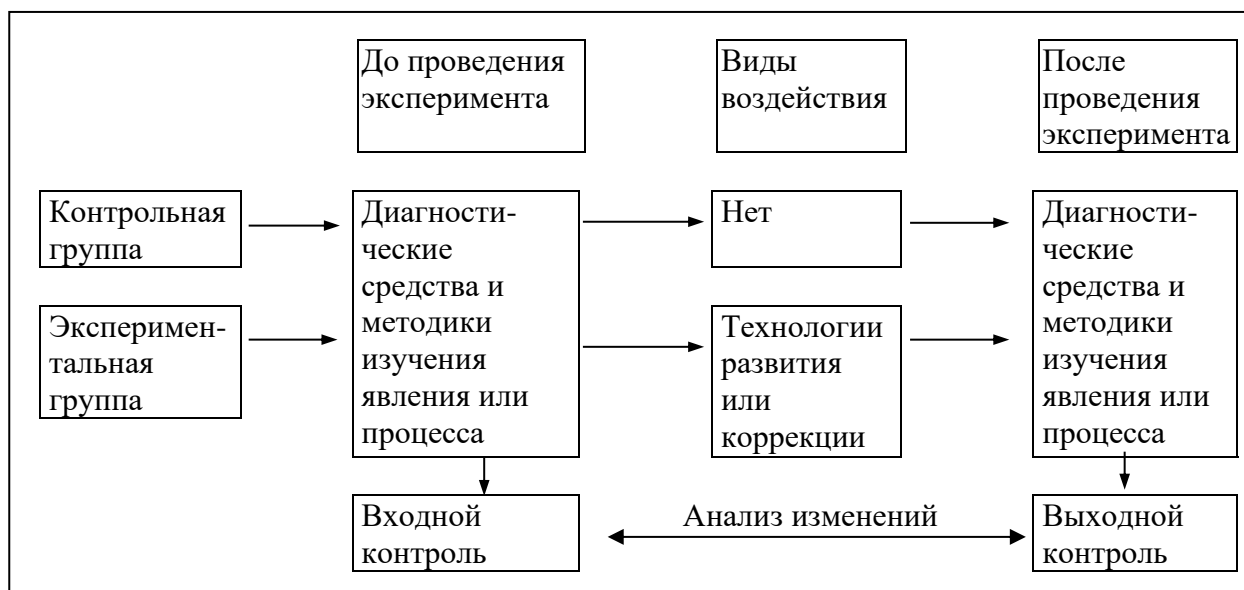 До проведения
эксперимента
Виды
воздействия
После
проведения
эксперимента
Контрольная
группа
Диагности-
ческие
средства и
методики
изучения
явления или
процесса
Нет
Диагности-
ческие
средства и
методики
изучения
явления или
процесса
Эксперимен-
тальная
группа
Технологии
развития
или
коррекции
Входной
контроль
Анализ изменений
Выходной
контроль